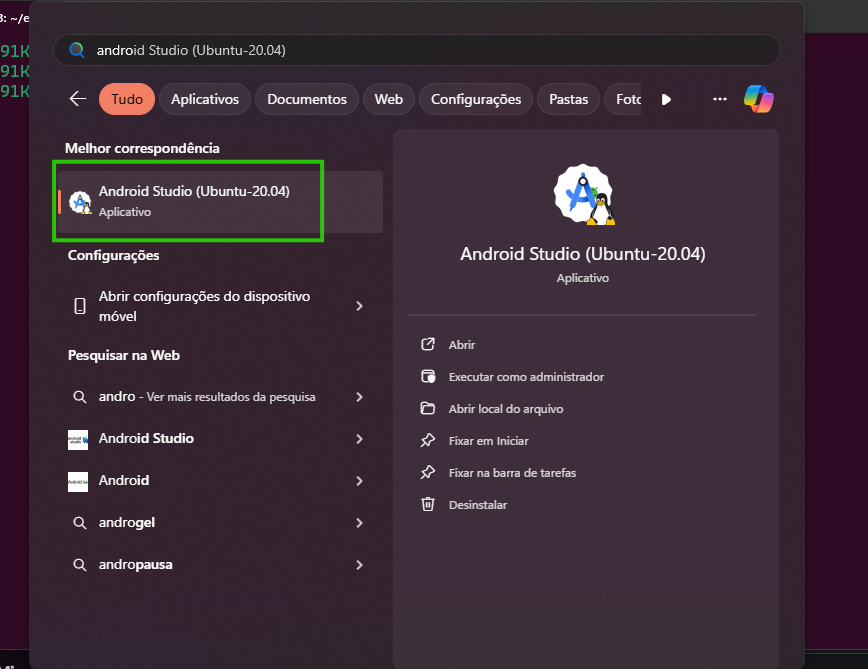 3: ~/e
91K
91K
91K
android Studio (Ubuntu-20.04)
Tudo
Aplicativos
Documentos
Web
Configurações
Pastas
Foto
Melhor correspondência
Android Studio (Ubuntu-20.04)
Aplicativo
Configurações
Abrir configurações do dispositivo
móvel
Pesquisar na Web
andro - Ver mais resultados da pesquisa
Android Studio
Android
androgel
andropausa
Android Studio (Ubuntu-20.04)
Aplicativo
Abrir
Executar como administrador
Abrir local do arquivo
Fixar em Iniciar
Fixar na barra de tarefas
Desinstalar